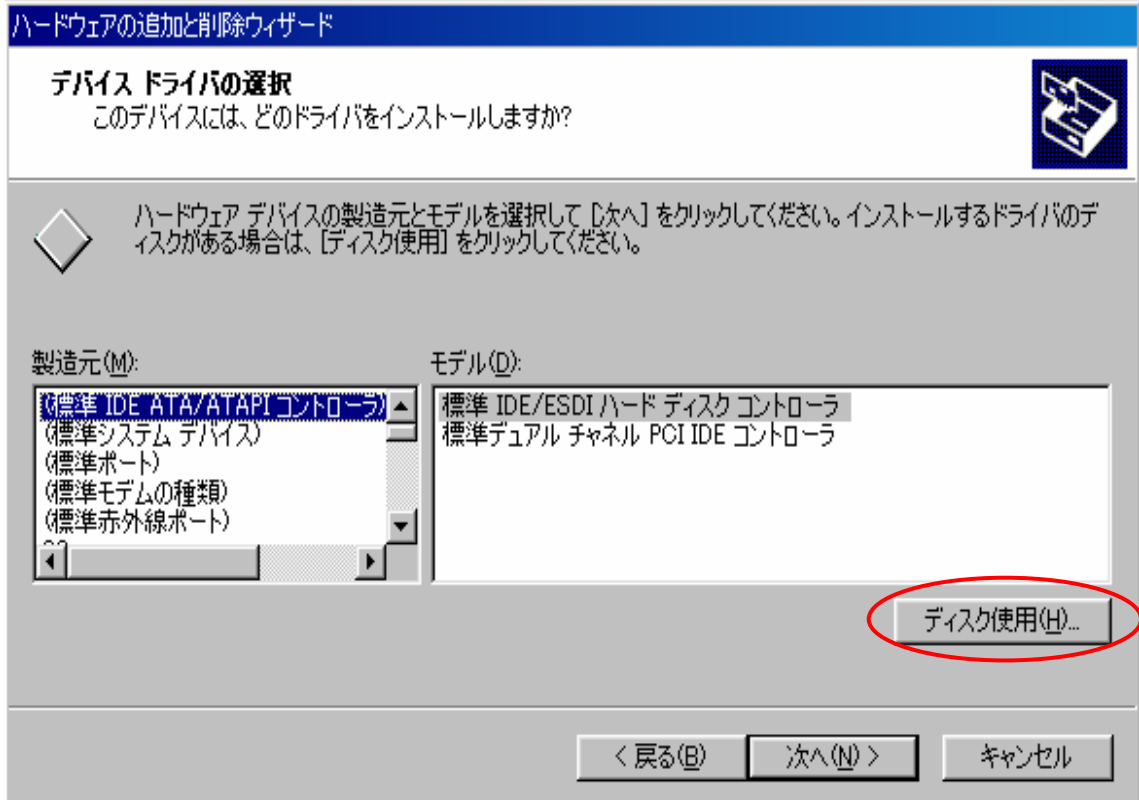 ハードウェアの追加と削除ウィザード
デバイス ドライバの選択
このデバイスには、どのドライバをインストールしますか?
ハードウェア デバイスの製造元とモデルを選択して [次へ] をクリックしてください。インストールするドライバのデ
ィスクがある場合は、[ディスク使用] をクリックしてください。
製造元(M):
モデル(D):
(標準 IDE ATA/ATAPI コントローラ)
(標準システム デバイス)
(標準ポート)
(標準モデムの種類)
(標準赤外線ポート)
標準 IDE/ESDI ハード ディスク コントローラ
標準デュアル チャネル PCI IDE コントローラ
ディスク使用(H)...
< 戻る(B)
次へ(N) >
キャンセル